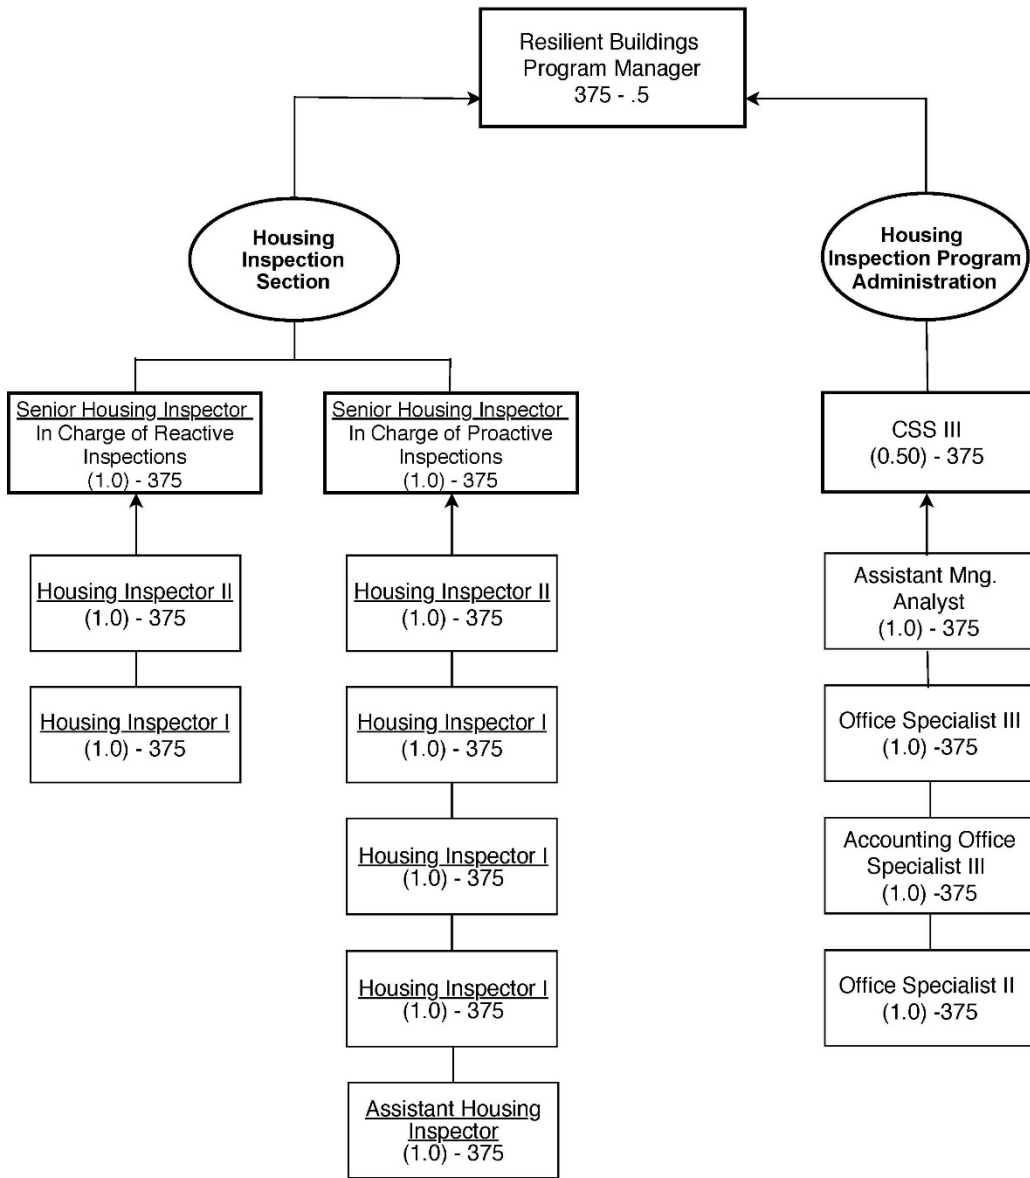 Resilient Buildings
Program Manager
375 - .5
Housing
Inspection
Section
Housing
Inspection Program
Administration
Senior Housing Inspector
In Charge of Reactive
Inspections
(1.0) - 375
Senior Housing Inspector
In Charge of Proactive
Inspections
(1.0) - 375
CSS III
(0.50) - 375
Housing Inspector II
(1.0) - 375
Housing Inspector II
(1.0) - 375
Assistant Mng.
Analyst
(1.0) - 375
Housing Inspector I
(1.0) - 375
Housing Inspector I
(1.0) - 375
Office Specialist III
(1.0) -375
Housing Inspector I
(1.0) - 375
Accounting Office
Specialist III
(1.0) -375
Housing Inspector I
(1.0) - 375
Office Specialist II
(1.0) -375
Assistant Housing
Inspector
(1.0) - 375